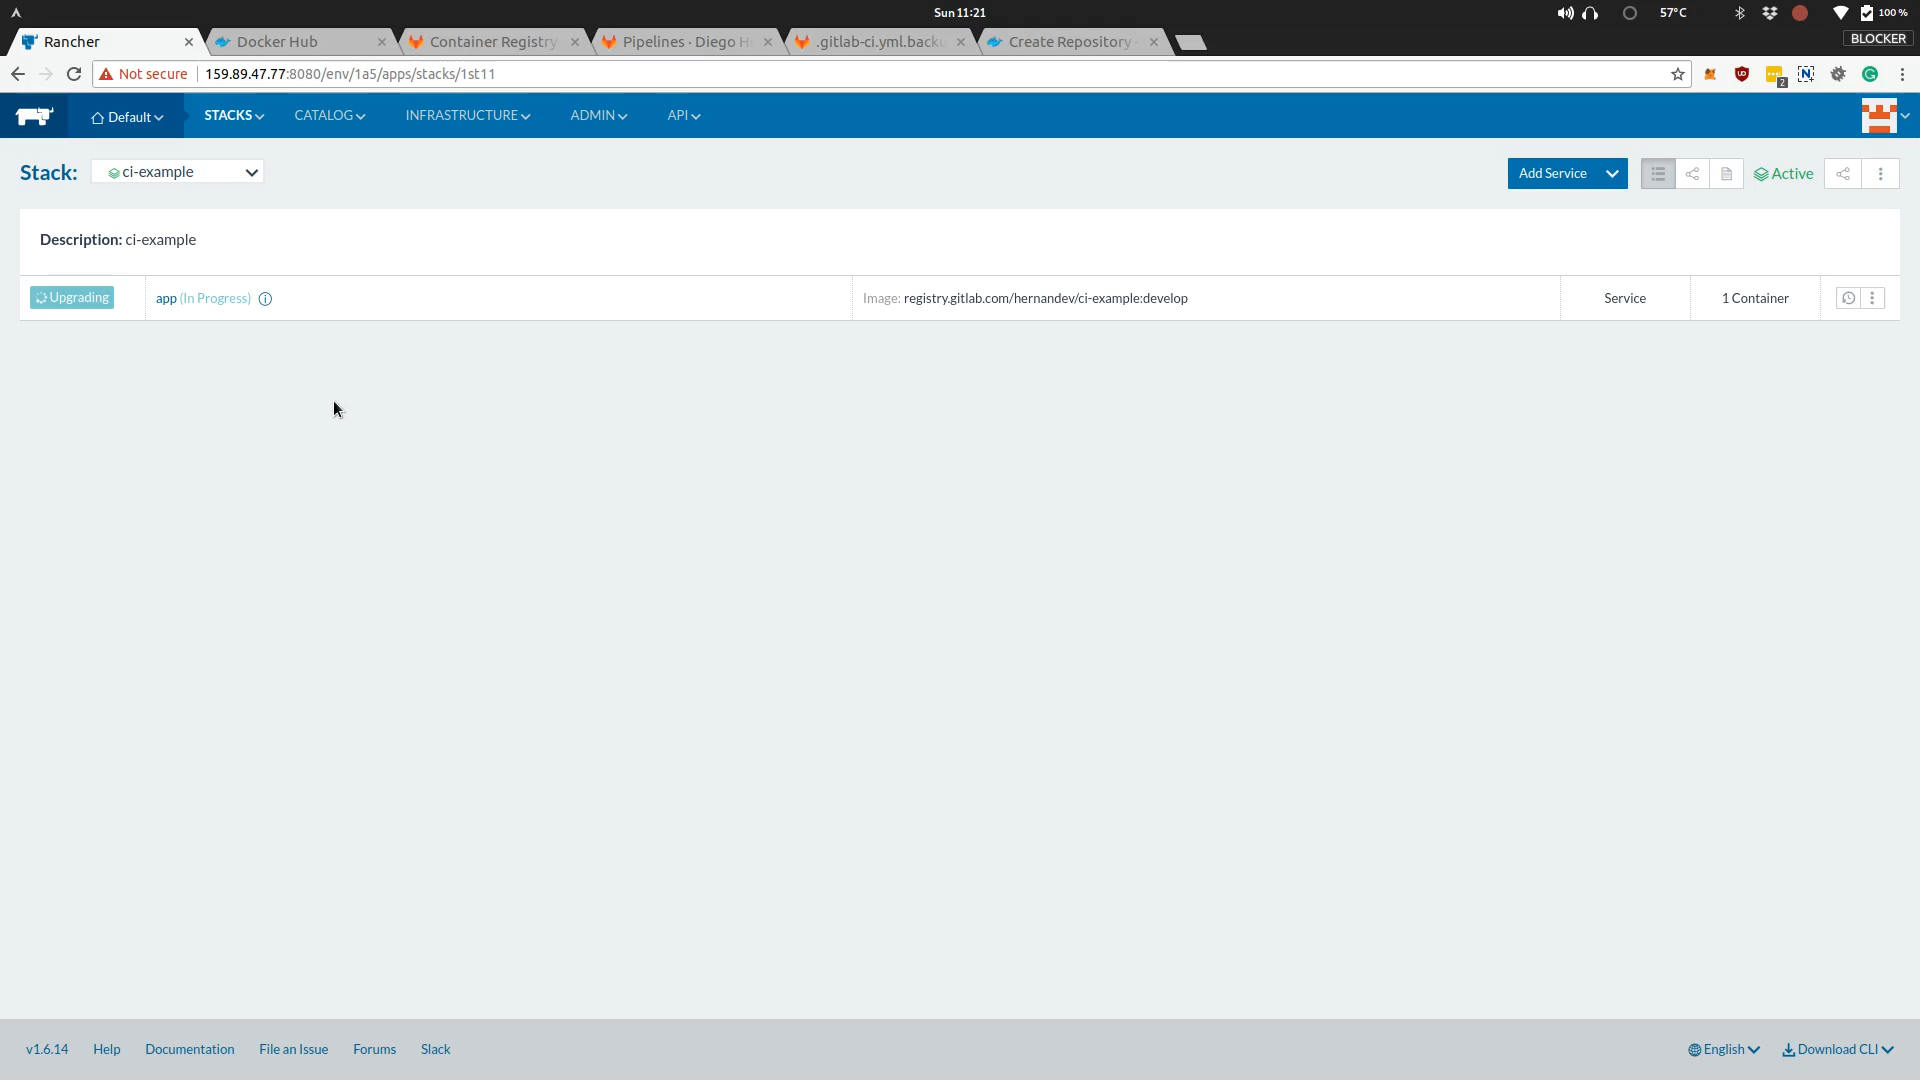 Sun 11:21
57°C
100 %
Rancher
Docker Hub
Container Registry
Pipelines · Diego H
.gitlab-ci.yml.backu
Create Repository -
BLOCKER
Not secure
159.89.47.77:8080/env/1a5/apps/stacks/1st11
2
Default
STACKS
CATALOG
INFRASTRUCTURE
ADMIN
API
Stack:
ci-example
Add Service
Active
Description: ci-example
Upgrading
app (In Progress)
Image: registry.gitlab.com/hernandev/ci-example:develop
Service
1 Container
v1.6.14
Help
Documentation
File an Issue
Forums
Slack
English
Download CLI